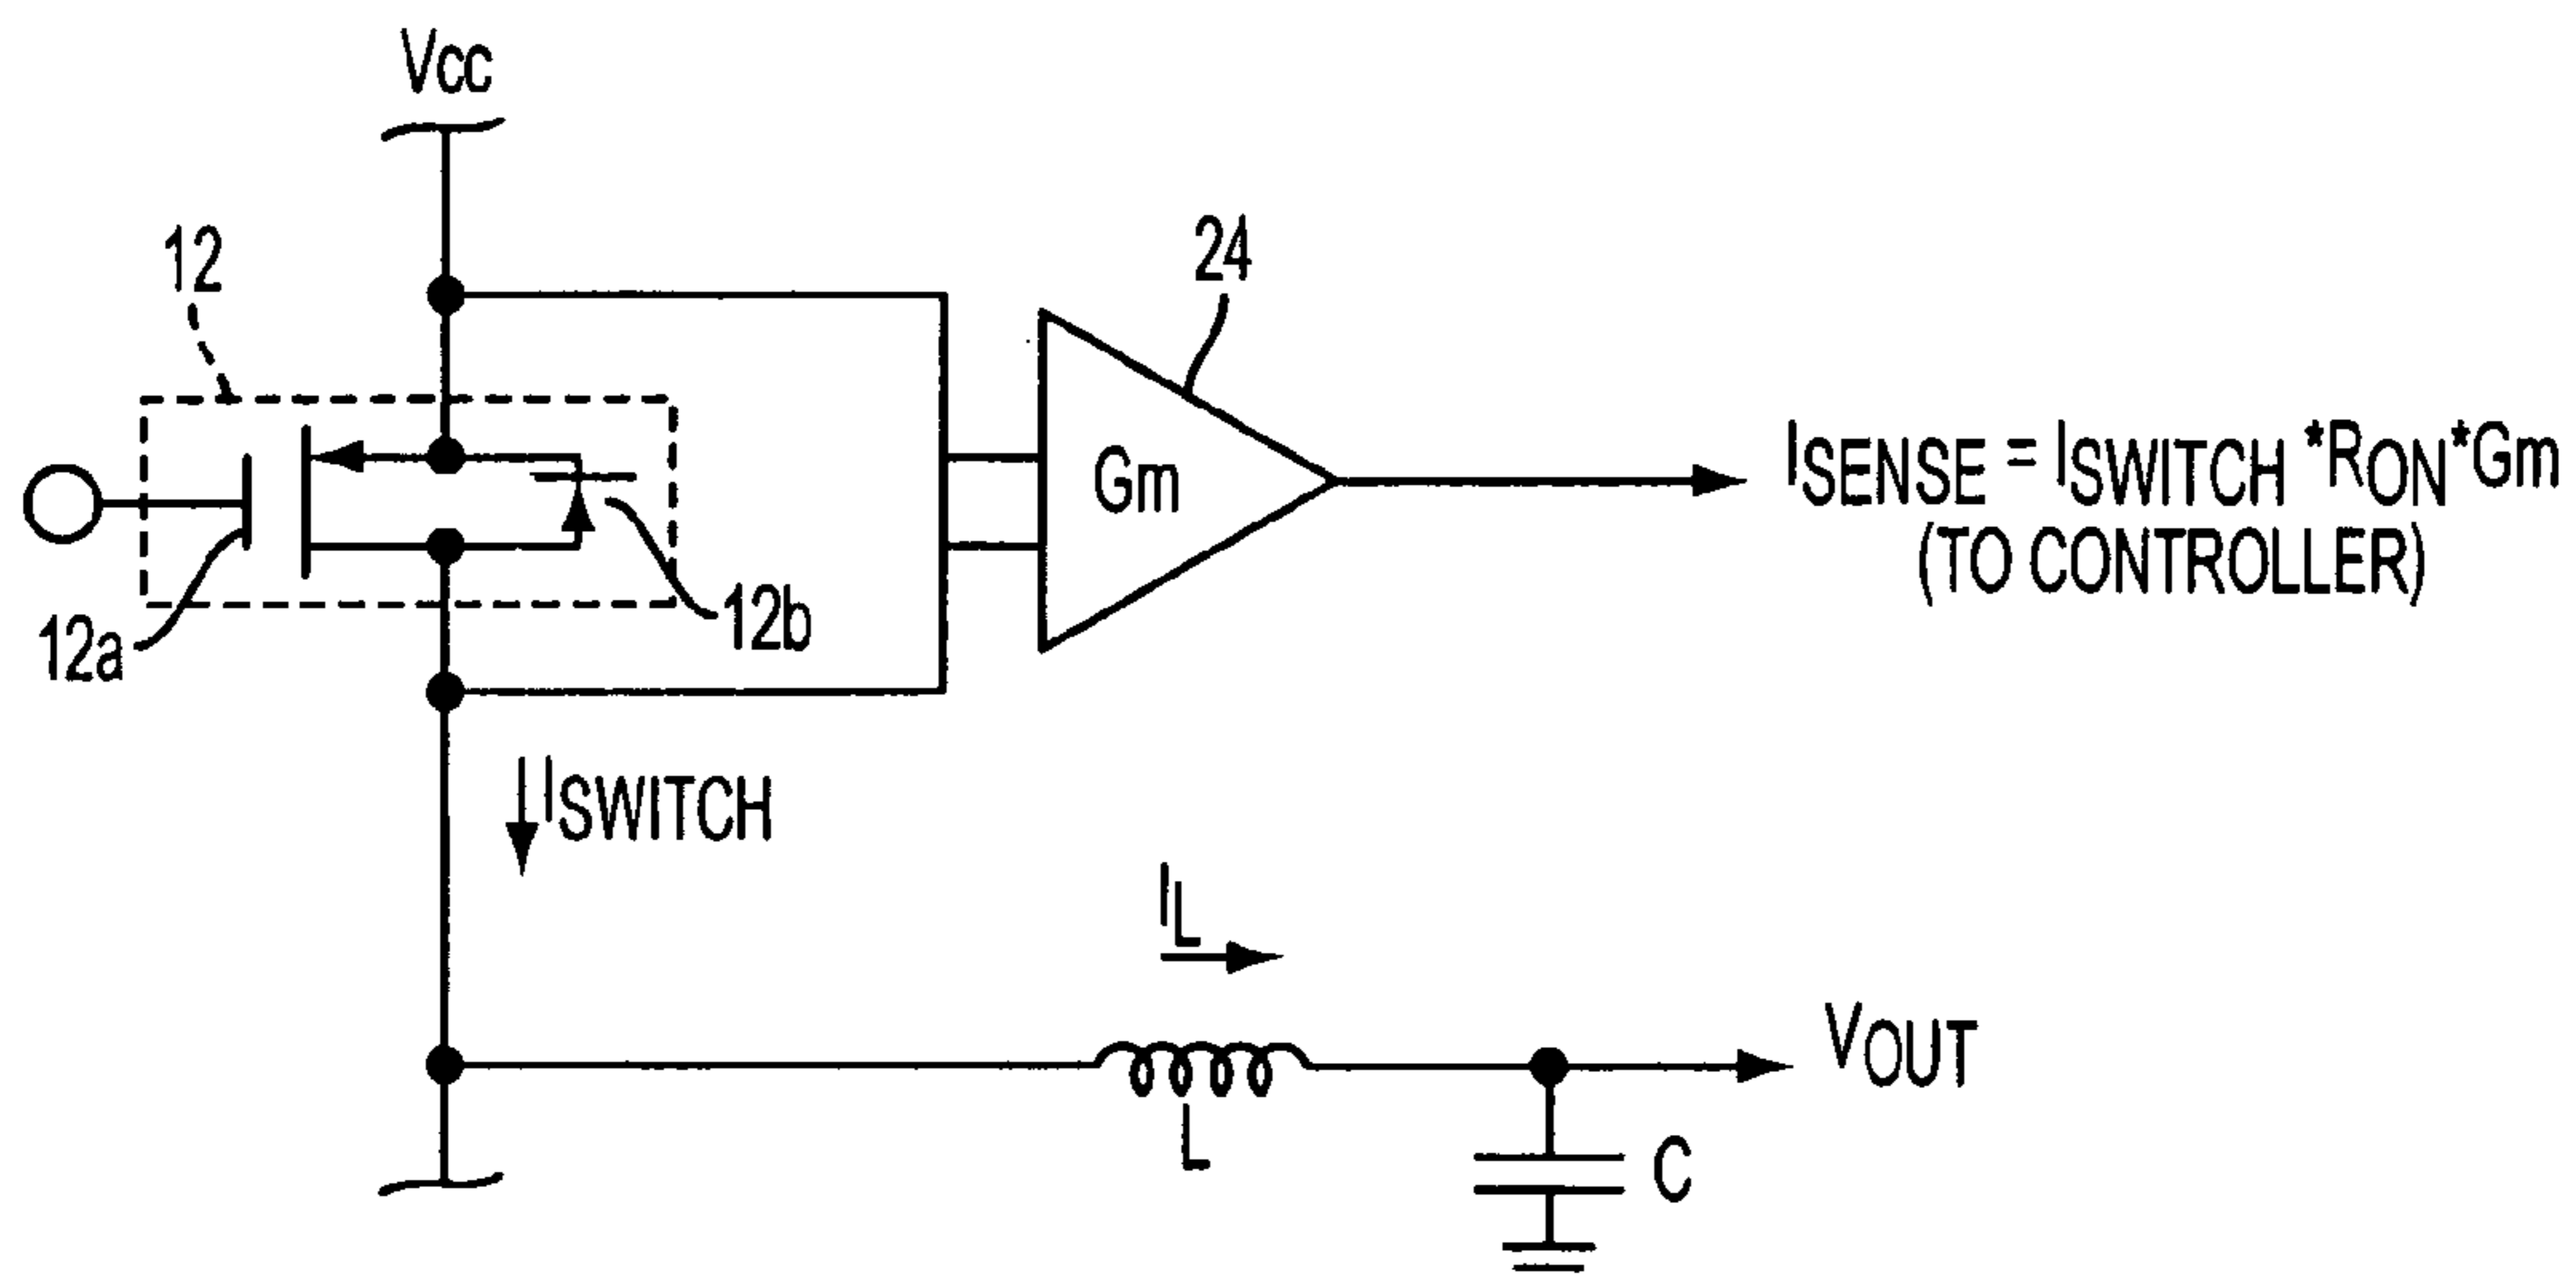 Vcc
12
24
Gm
ISENSE = ISWITCH *RON*Gm
(TO CONTROLLER)
12a
12b
ISWITCH
IL
VOUT
L
C